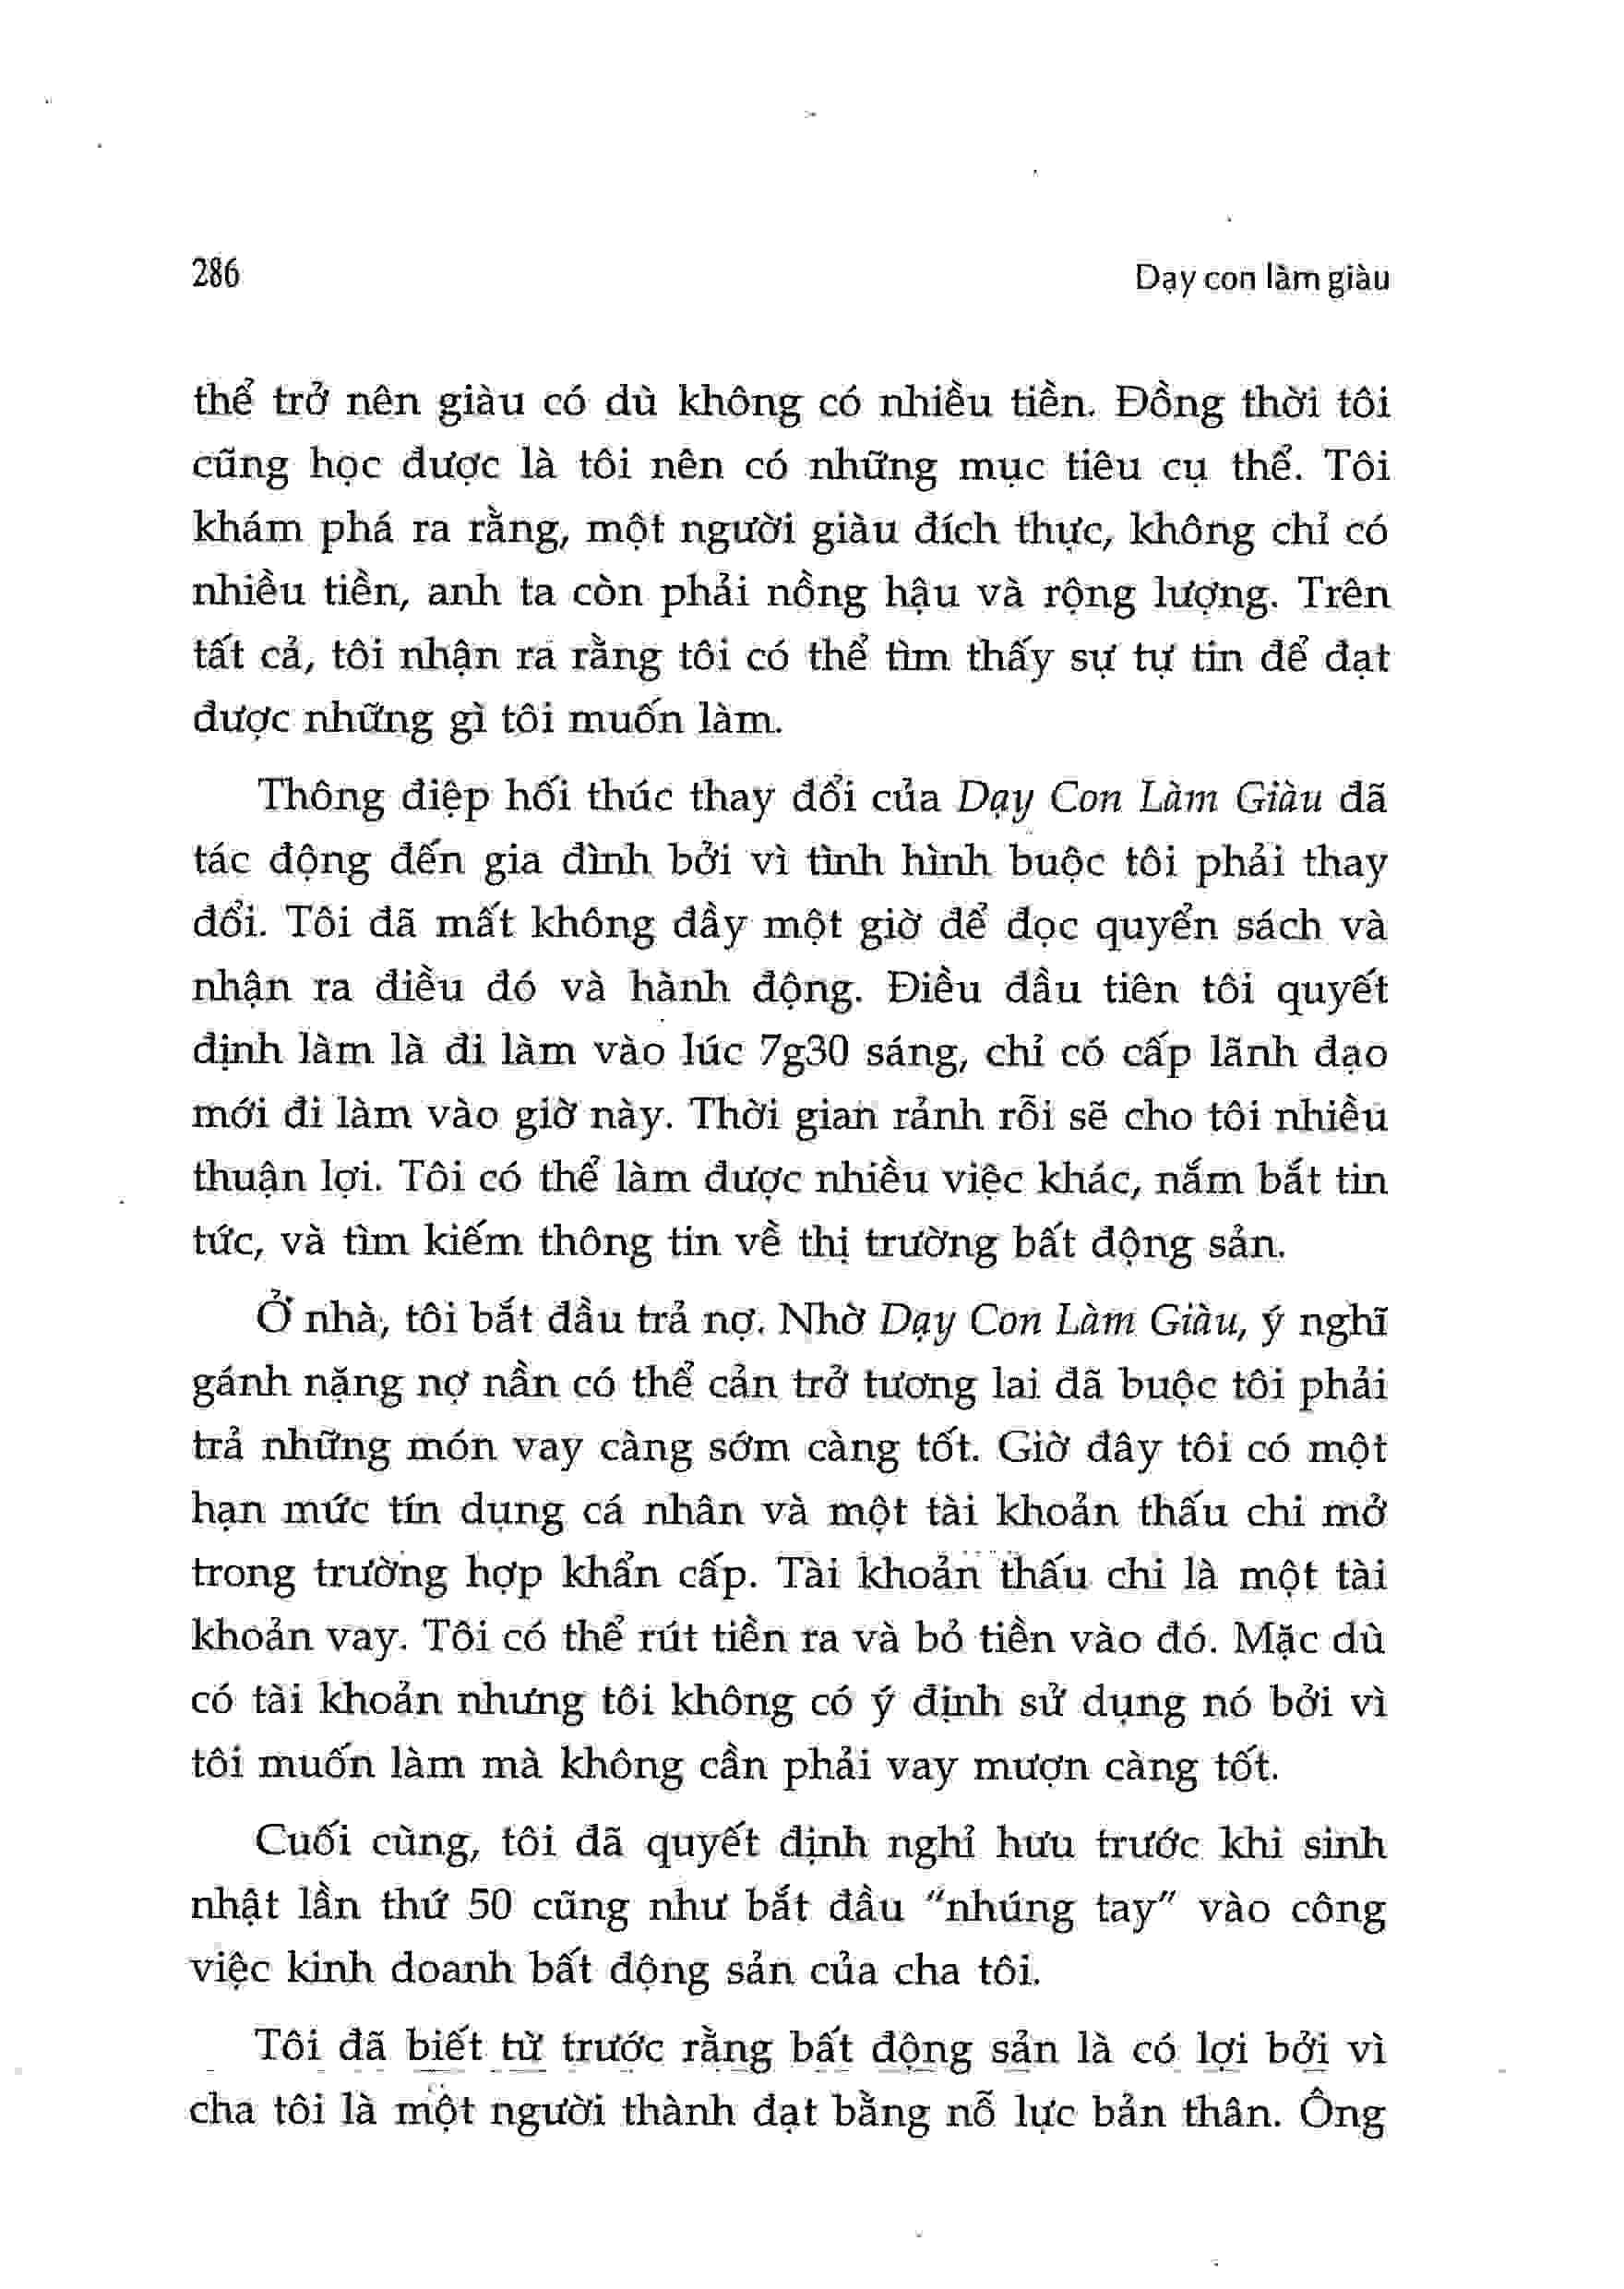 286
Dạy con làm giàu
thể trở nên giàu có dù không có nhiều tiền. Đồng thời tôi
cũng học được là tôi nên có những mục tiêu cụ thể. Tôi
khám phá ra rằng, một người giàu đích thực, không chỉ có
nhiều tiền, anh ta còn phải nồng hậu và rộng lượng. Trên
tất cả, tôi nhận ra rằng tôi có thể tìm thấy sự tự tin để đạt
được những gì tôi muốn làm.
Thông điệp hối thúc thay đổi của Dạy Con Làm Giàu đã
tác động đến gia đình bởi vì tình hình buộc tôi phải thay
đổi. Tôi đã mất không đầy một giờ để đọc quyển sách và
nhận ra điều đó và hành động. Điều đầu tiên tôi quyết
định làm là đi làm vào lúc 7g30 sáng, chỉ có cấp lãnh đạo
mới đi làm vào giờ này. Thời gian rảnh rỗi sẽ cho tôi nhiều
thuận lợi. Tôi có thể làm được nhiều việc khác, nắm bắt tin
tức, và tìm kiếm thông tin về thị trường bất động sản.
Ở nhà, tôi bắt đầu trả nợ. Nhờ Dạy Con Làm Giàu, ý nghĩ
gánh nặng nợ nần có thể cản trở tương lai đã buộc tôi phải
trả những món vay càng sớm càng tốt. Giờ đây tôi có một
hạn mức tín dụng cá nhân và một tài khoản thấu chi mở
trong trường hợp khẩn cấp. Tài khoản thấu chi là một tài
khoản vay. Tôi có thể rút tiền ra và bỏ tiền vào đó. Mặc dù
có tài khoản nhưng tôi không có ý định sử dụng nó bởi vì
tôi muốn làm mà không cần phải vay mượn càng tốt.
Cuối cùng, tôi đã quyết định nghỉ hưu trước khi sinh
nhật lần thứ 50 cũng như bắt đầu "nhúng tay" vào công
việc kinh doanh bất động sản của cha tôi.
Tôi đã biết từ trước rằng bất động sản là có lợi bởi vì
cha tôi là một người thành đạt bằng nỗ lực bản thân. Ông